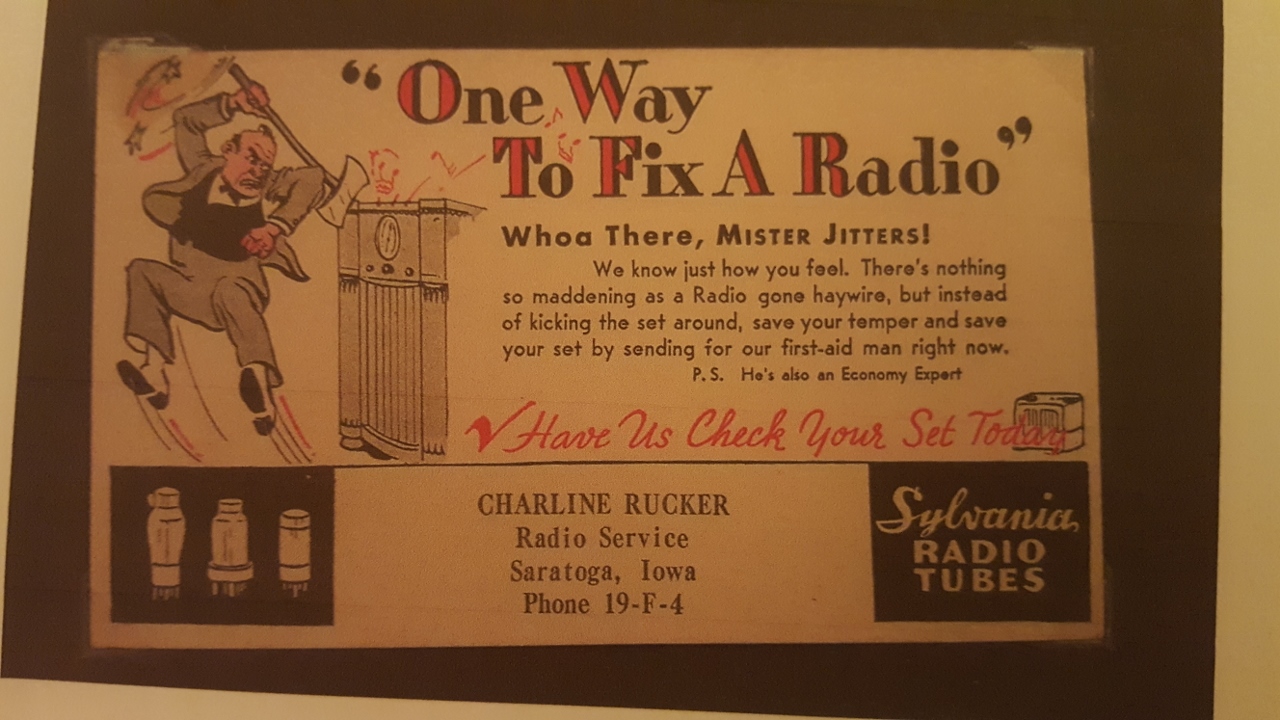 “One Way
To Fix A Radio”
Whoa There, MISTER JITTERS!
We know just how you feel. There's nothing
so maddening as a Radio gone haywire, but instead
of kicking the set around, save your temper and save
your set by sending for our first-aid man right now.
P. S. He's also an Economy Expert
✓Have Us Check Your Set Today
CHARLINE RUCKER
Radio Service
Saratoga, Iowa
Phone 19-F-4
Sylvania
RADIO
TUBES